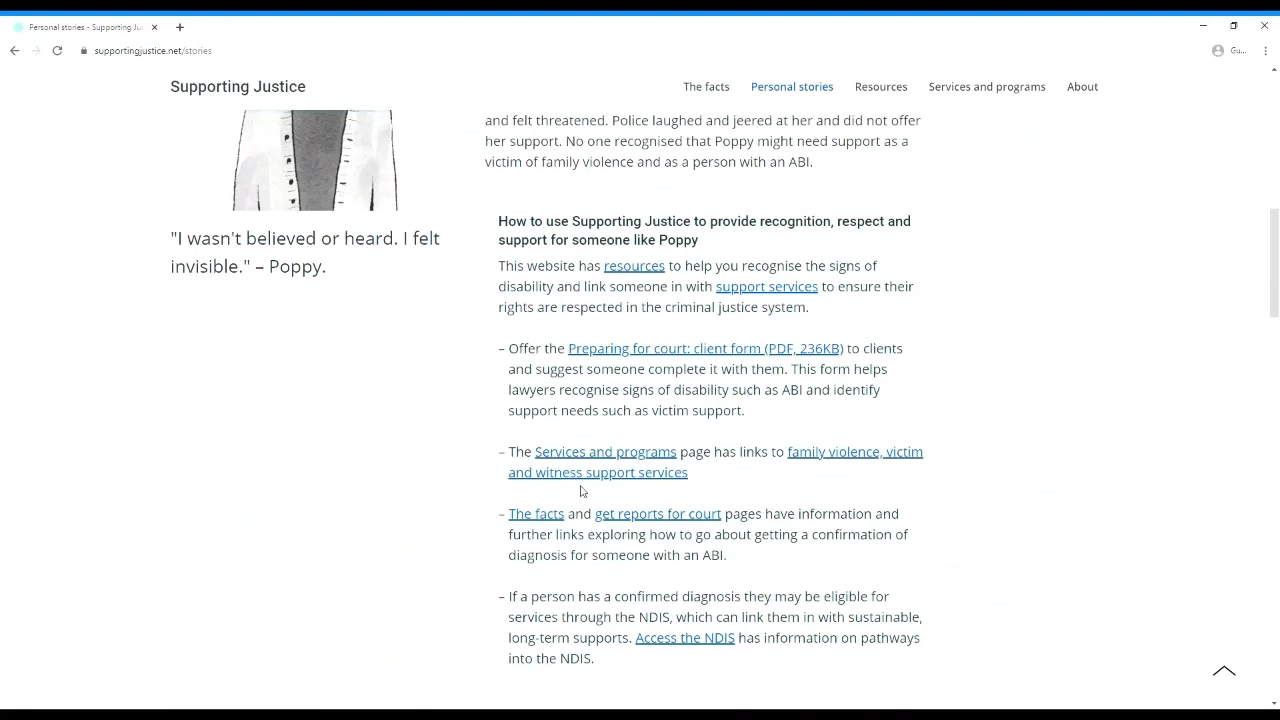 Personal stories - Supporting Ju
supportingjustice.net/stories
Gu...
Supporting Justice
The facts
Personal stories
Resources
Services and programs
About
and felt threatened. Police laughed and jeered at her and did not offer
her support. No one recognised that Poppy might need support as a
victim of family violence and as a person with an ABI.
"I wasn't believed or heard. I felt
invisible." – Poppy.
How to use Supporting Justice to provide recognition, respect and
support for someone like Poppy
This website has resources to help you recognise the signs of
disability and link someone in with support services to ensure their
rights are respected in the criminal justice system.
– Offer the Preparing for court: client form (PDF, 236KB) to clients
and suggest someone complete it with them. This form helps
lawyers recognise signs of disability such as ABI and identify
support needs such as victim support.
– The Services and programs page has links to family violence, victim
and witness support services
– The facts and get reports for court pages have information and
further links exploring how to go about getting a confirmation of
diagnosis for someone with an ABI.
– If a person has a confirmed diagnosis they may be eligible for
services through the NDIS, which can link them in with sustainable,
long-term supports. Access the NDIS has information on pathways
into the NDIS.